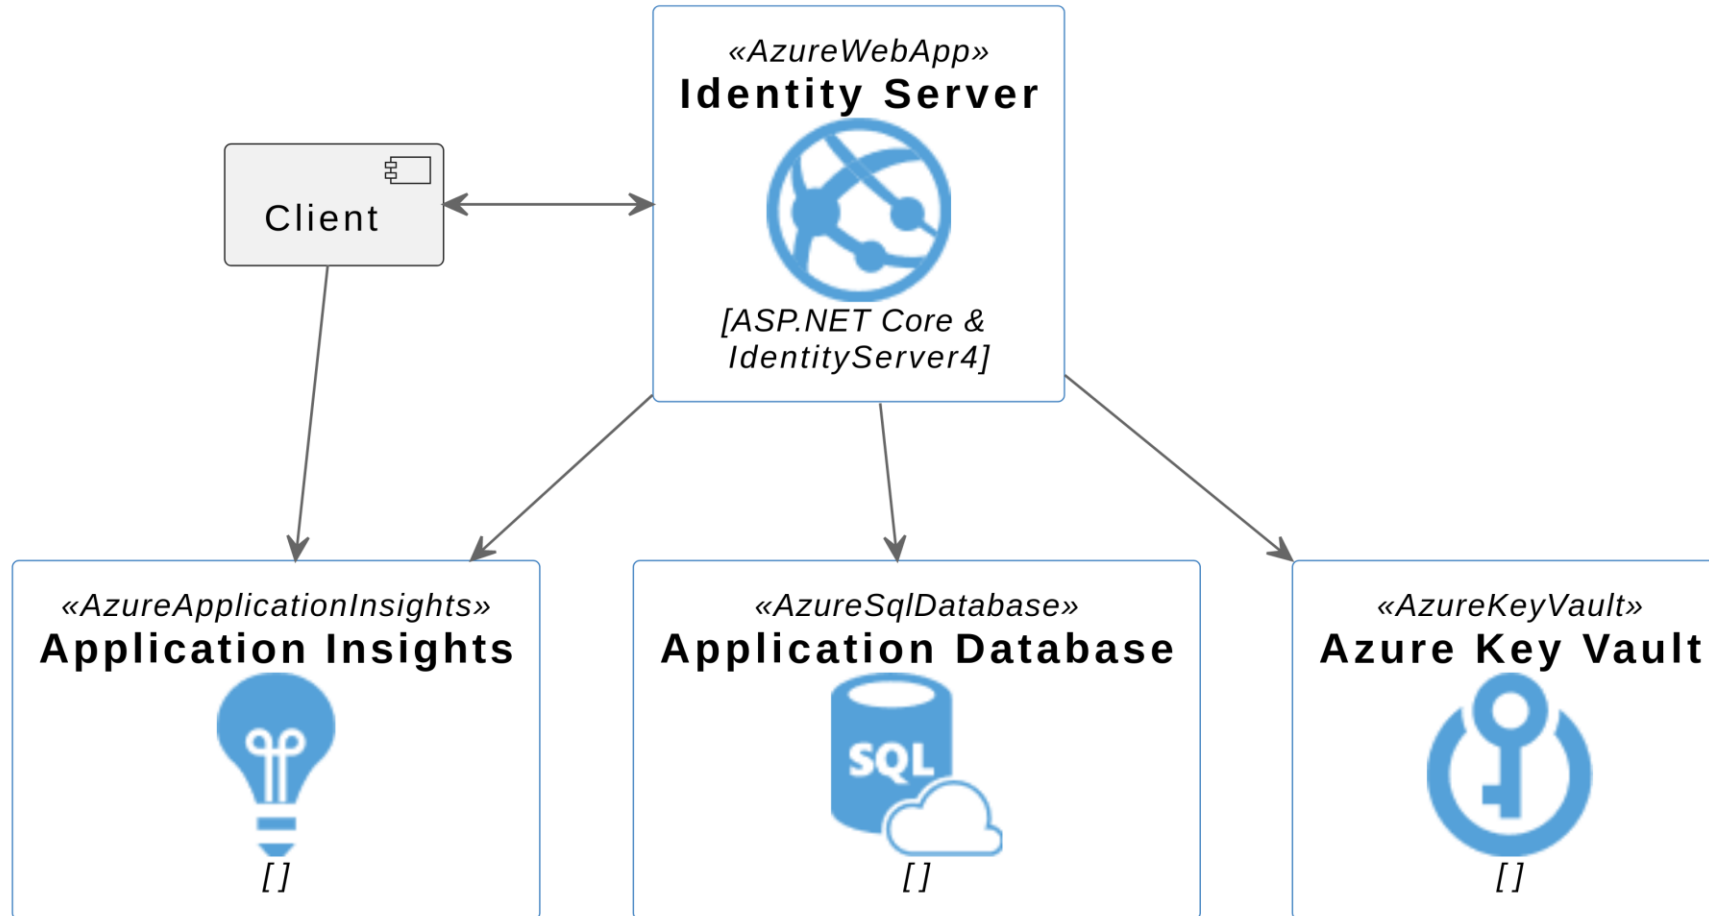 «AzureWebApp»
Identity Server
[ASP.NET Core &
IdentityServer4]
Client
«AzureApplicationInsights»
Application Insights
[]
«AzureSqlDatabase»
Application Database
SQL
[]
«AzureKeyVault»
Azure Key Vault
[]